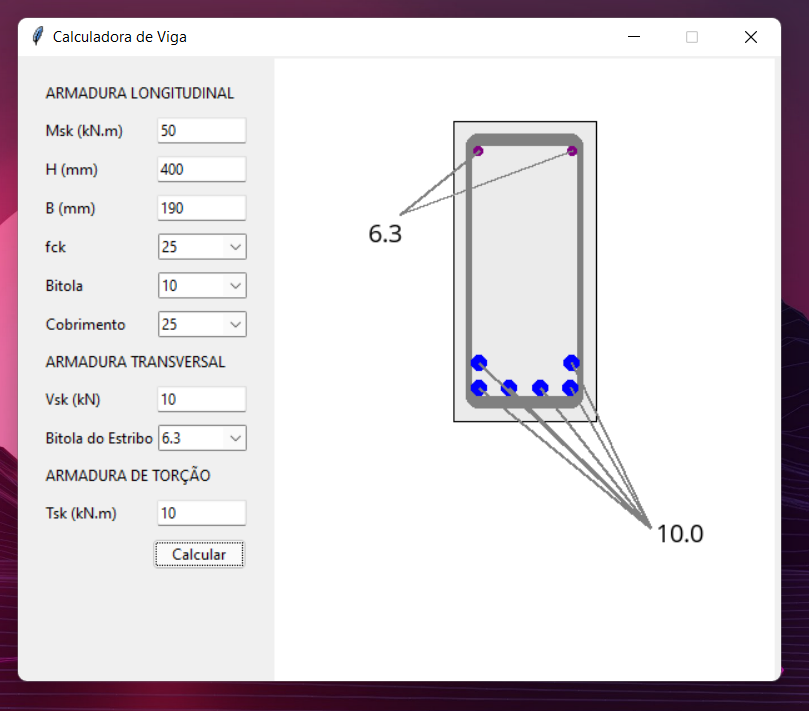 Calculadora de Viga
ARMADURA LONGITUDINAL
Msk (kN.m) 50
H (mm) 400
B (mm) 190
fck 25
Bitola 10
Cobrimento 25
ARMADURA TRANSVERSAL
Vsk (kN) 10
Bitola do Estribo 6.3
ARMADURA DE TORÇÃO
Tsk (kN.m) 10
Calcular
6.3
10.0